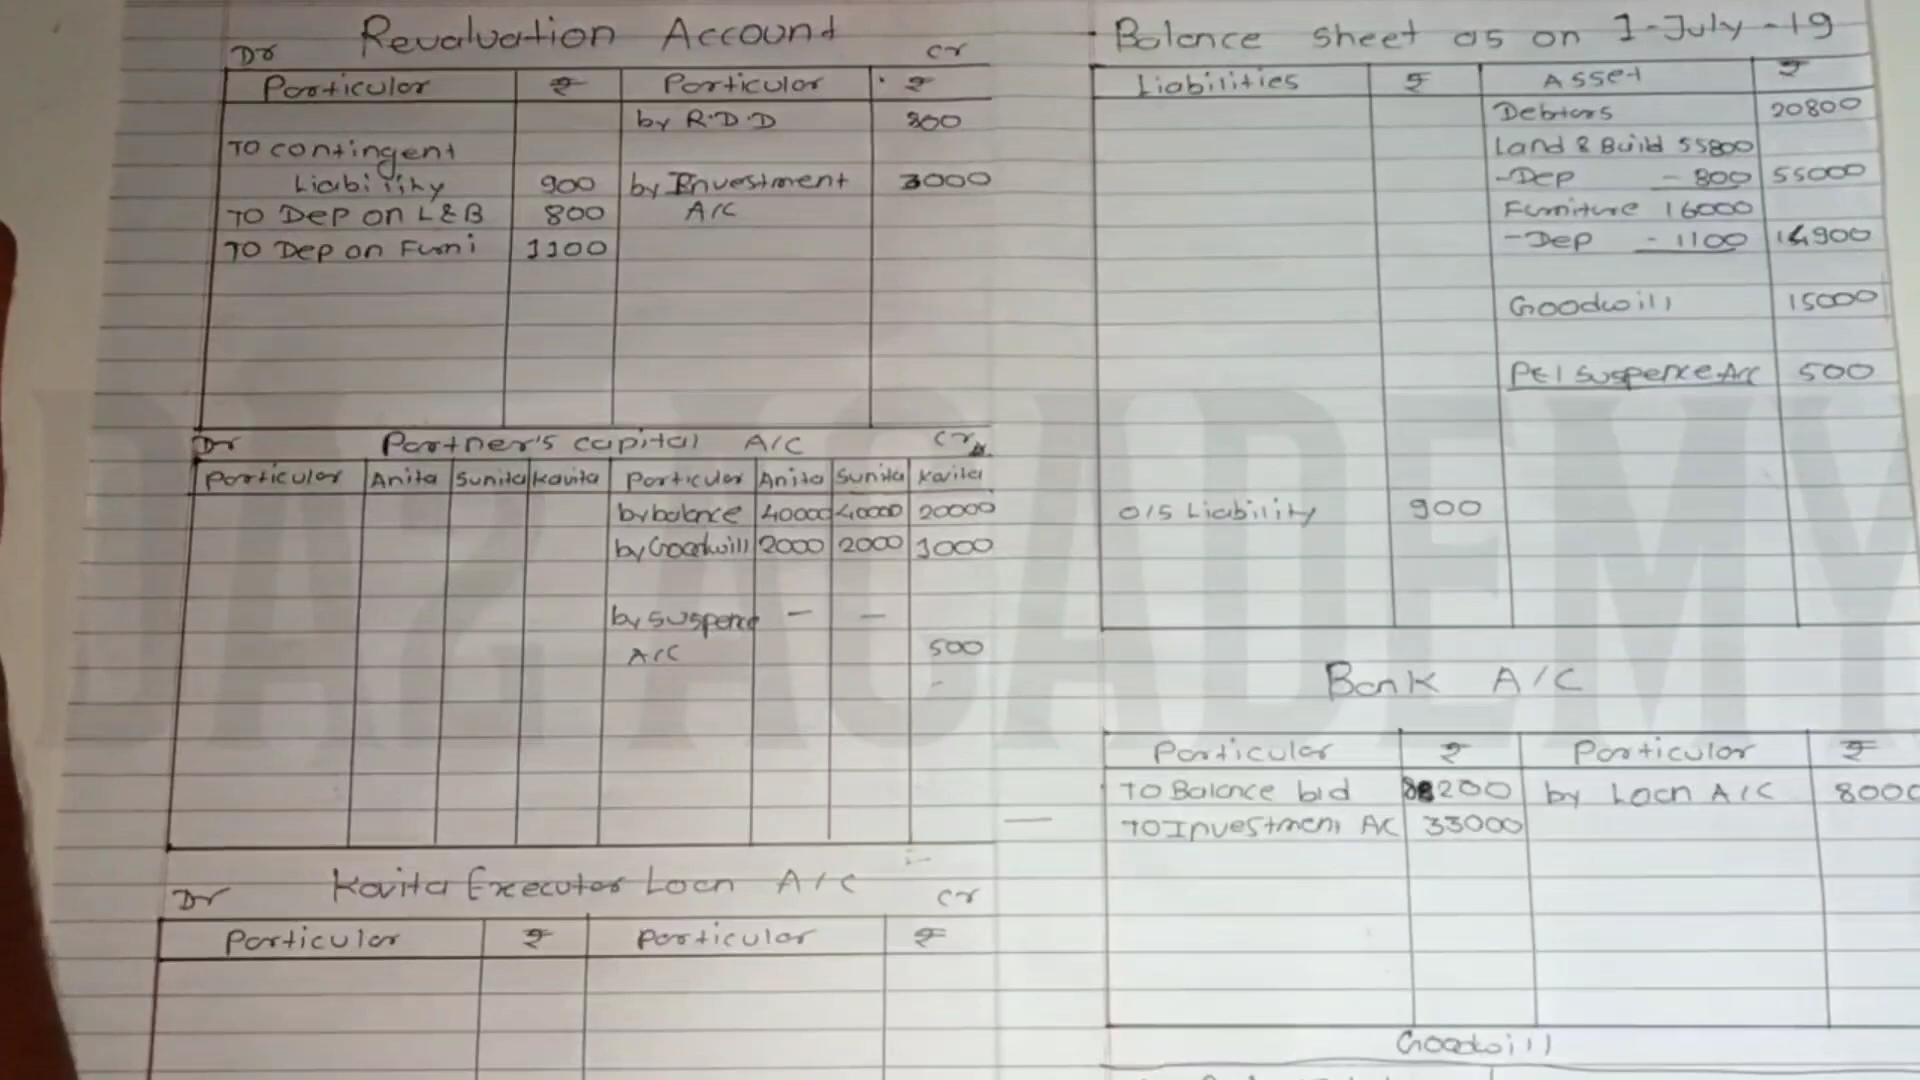 Revaluation Account
Dr Cr
Particular ₹ Particular ₹
by R.D.D 800
TO contingent
Liability 900 by Investment 3000
TO Dep on L&B 800 A/C
TO Dep on Furni 1100
Dr Partner's capital A/C Cr
Particular Anita Sunita Kavita Particular Anita Sunita Kavita
by balance 40000 40000 20000
by Goodwill 2000 2000 1000
by suspence — —
A/C 500
Kavita Executor Loan A/C
Dr Cr
Particular ₹ Particular ₹
Balance sheet as on 1-July-19
Liabilities ₹ Asset ₹
Debtors 20800
Land & Build 55800
-Dep - 800 55000
Furniture 16000
-Dep - 1100 14900
Goodwill 15000
P&l suspence A/c 500
O/S Liability 900
Bank A/C
Particular ₹ Particular ₹
TO Balance b/d 200 by Loan A/C 8000
TO Investment AC 33000
Goodwill
DAZ ACADEMY